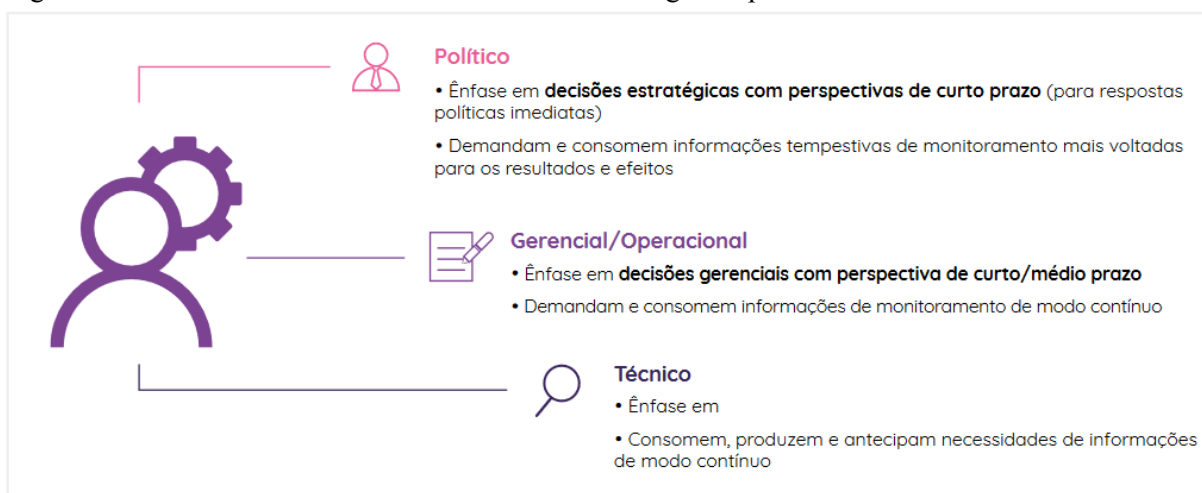 Político
• Ênfase em decisões estratégicas com perspectivas de curto prazo (para respostas
políticas imediatas)
• Demandam e consomem informações tempestivas de monitoramento mais voltadas
para os resultados e efeitos
Gerencial/Operacional
• Ênfase em decisões gerenciais com perspectiva de curto/médio prazo
• Demandam e consomem informações de monitoramento de modo contínuo
Técnico
• Ênfase em
• Consomem, produzem e antecipam necessidades de informações
de modo contínuo